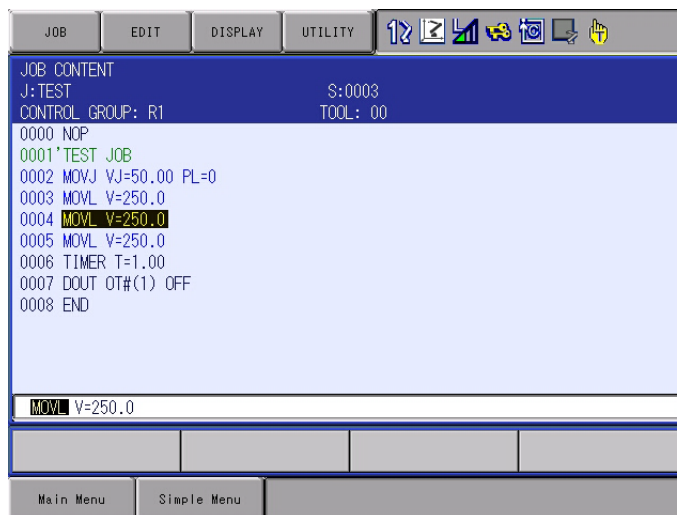 JOB EDIT DISPLAY UTILITY
JOB CONTENT
J:TEST S:0003
CONTROL GROUP: R1 TOOL: 00
0000 NOP
0001'TEST JOB
0002 MOVJ VJ=50.00 PL=0
0003 MOVL V=250.0
0004 MOVL V=250.0
0005 MOVL V=250.0
0006 TIMER T=1.00
0007 DOUT OT#(1) OFF
0008 END
MOVL V=250.0
Main Menu Simple Menu